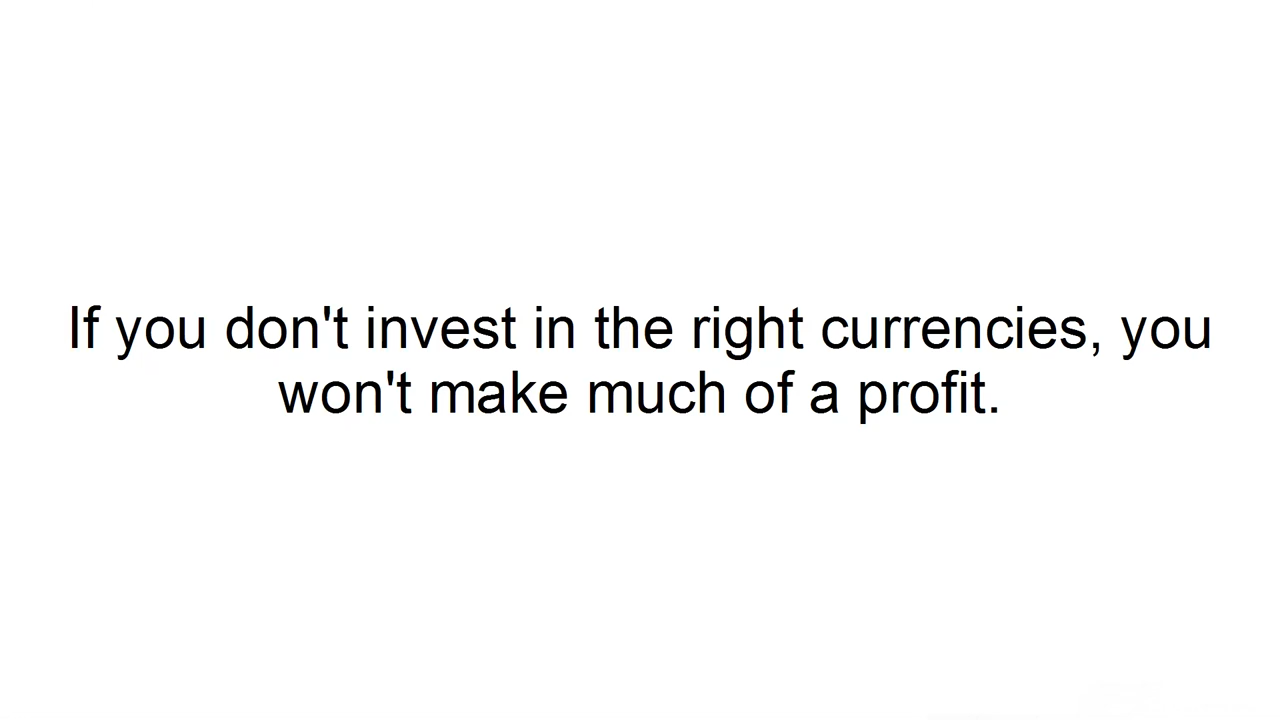 If you don't invest in the right currencies, you
won't make much of a profit.